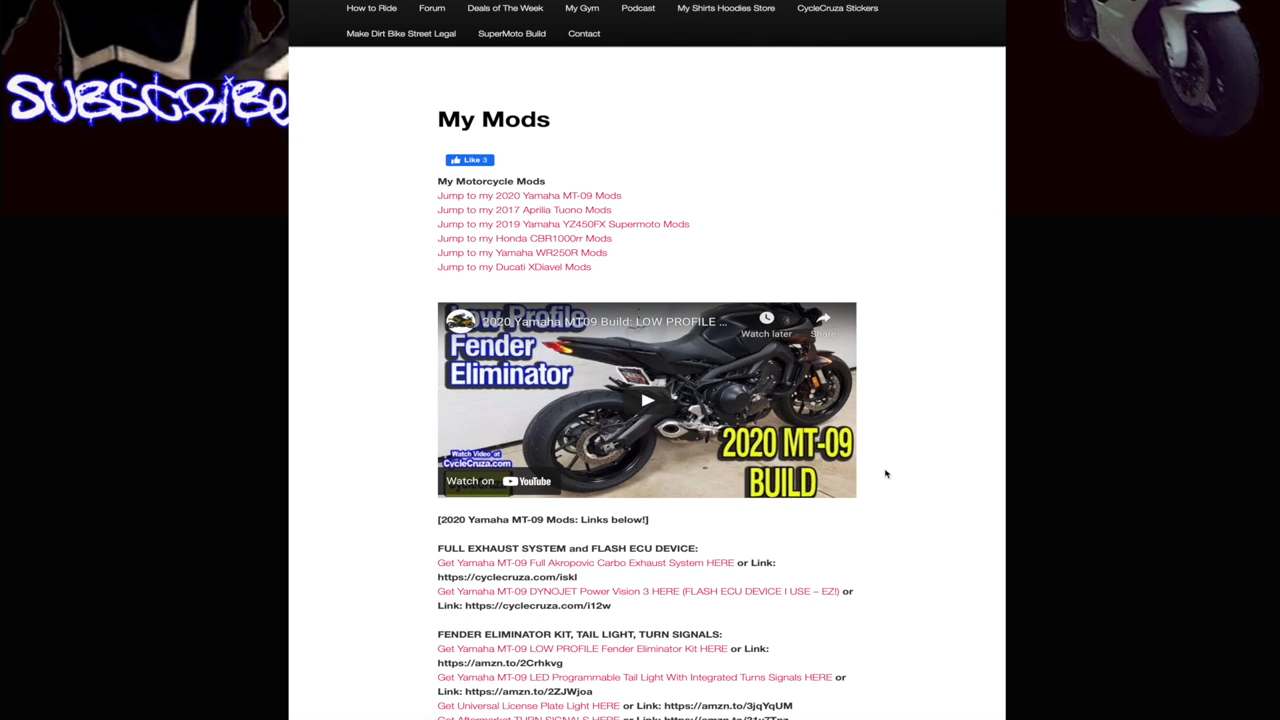 How to Ride Forum Deals of The Week My Gym Podcast My Shirts Hoodies Store CycleCruza Stickers
Make Dirt Bike Street Legal SuperMoto Build Contact
SUBSCRIBE
My Mods
Like 3
My Motorcycle Mods
Jump to my 2020 Yamaha MT-09 Mods
Jump to my 2017 Aprilia Tuono Mods
Jump to my 2019 Yamaha YZ450FX Supermoto Mods
Jump to my Honda CBR1000rr Mods
Jump to my Yamaha WR250R Mods
Jump to my Ducati XDiavel Mods
2020 Yamaha MT09 Build: LOW PROFILE ...
Watch later Share
Low Profile
Fender
Eliminator
2020 MT-09
BUILD
Watch Video at
CycleCruza.com
Watch on YouTube
[2020 Yamaha MT-09 Mods: Links below!]
FULL EXHAUST SYSTEM and FLASH ECU DEVICE:
Get Yamaha MT-09 Full Akropovic Carbo Exhaust System HERE or Link:
https://cyclecruza.com/iskl
Get Yamaha MT-09 DYNOJET Power Vision 3 HERE (FLASH ECU DEVICE I USE – EZ!) or
Link: https://cyclecruza.com/i12w
FENDER ELIMINATOR KIT, TAIL LIGHT, TURN SIGNALS:
Get Yamaha MT-09 LOW PROFILE Fender Eliminator Kit HERE or Link:
https://amzn.to/2Crhkvg
Get Yamaha MT-09 LED Programmable Tail Light With Integrated Turns Signals HERE or
Link: https://amzn.to/2ZJWjoa
Get Universal License Plate Light HERE or Link: https://amzn.to/3jqYqUM
Get Aftermarket TURN SIGNALS HERE or Link: